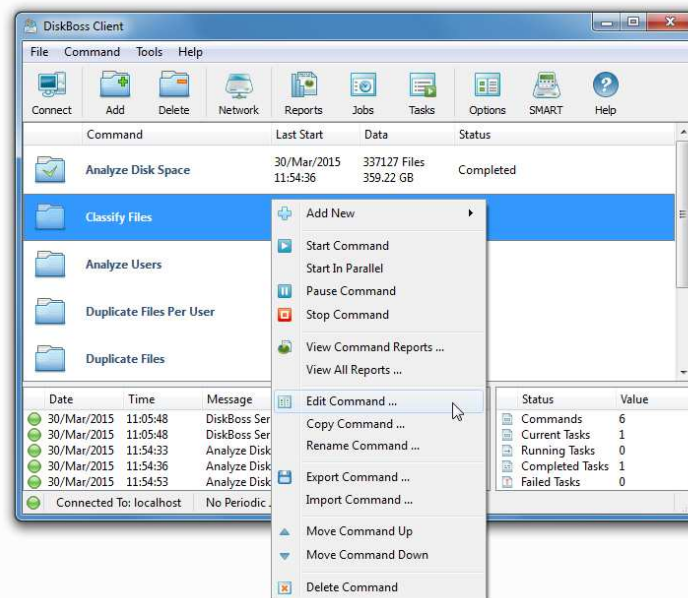 DiskBoss Client
File Command Tools Help
Connect Add Delete Network Reports Jobs Tasks Options SMART Help
Command Last Start Data Status
Analyze Disk Space 30/Mar/2015 337127 Files Completed
11:54:36 359.22 GB
Classify Files
Analyze Users
Duplicate Files Per User
Duplicate Files
Add New
Start Command
Start In Parallel
Pause Command
Stop Command
View Command Reports ...
View All Reports ...
Edit Command ...
Copy Command ...
Rename Command ...
Export Command ...
Import Command ...
Move Command Up
Move Command Down
Delete Command
Date Time Message
30/Mar/2015 11:05:48 DiskBoss Ser
30/Mar/2015 11:05:48 DiskBoss Ser
30/Mar/2015 11:54:33 Analyze Disk
30/Mar/2015 11:54:36 Analyze Disk
30/Mar/2015 11:54:53 Analyze Disk
Status Value
Commands 6
Current Tasks 1
Running Tasks 0
Completed Tasks 1
Failed Tasks 0
Connected To: localhost No Periodic